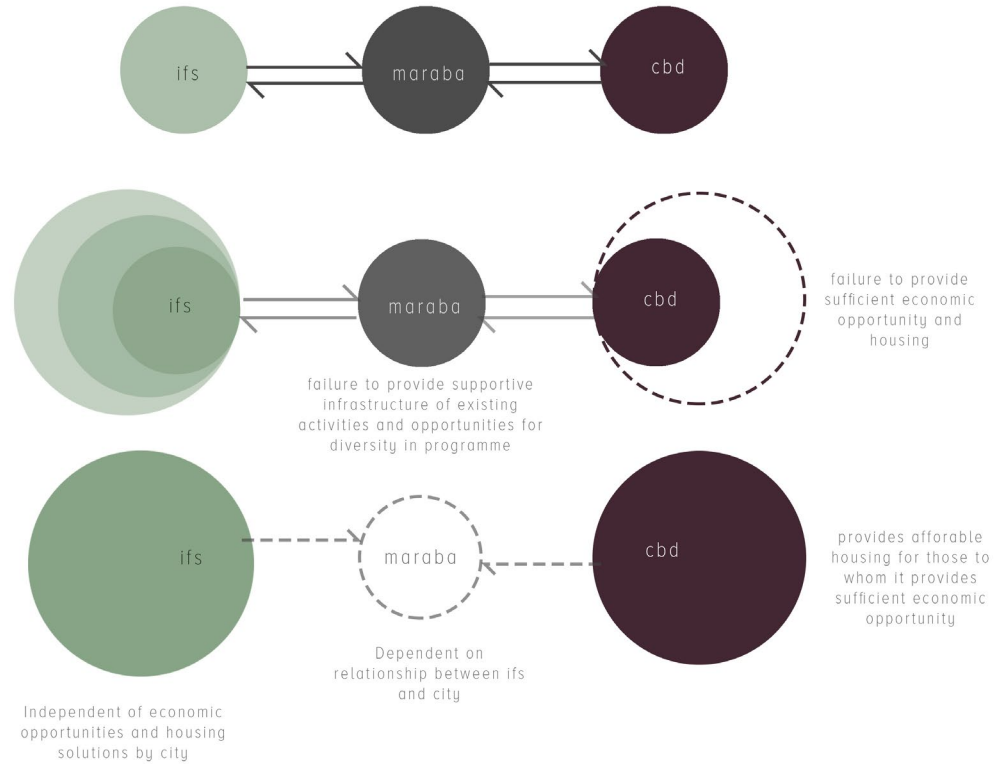 ifs
maraba
cbd
ifs
maraba
cbd
failure to provide
sufficient economic
opportunity and
housing
failure to provide supportive
infrastructure of existing
activities and opportunities for
diversity in programme
ifs
maraba
cbd
provides afforable
housing for those to
whom it provides
sufficient economic
opportunity
Dependent on
relationship between ifs
and city
Independent of economic
opportunities and housing
solutions by city